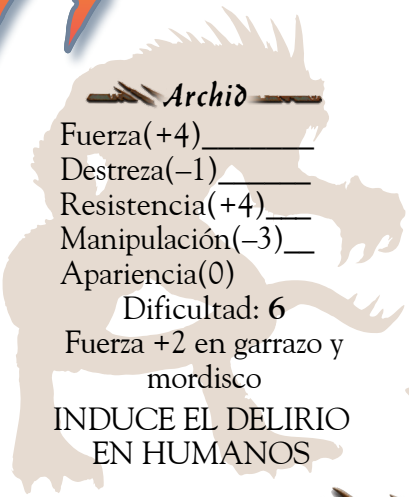 Archid
Fuerza(+4)________
Destreza(–1)_______
Resistencia(+4)___
Manipulación(–3)__
Apariencia(0)
Dificultad: 6
Fuerza +2 en garrazo y
mordisco
INDUCE EL DELIRIO
EN HUMANOS